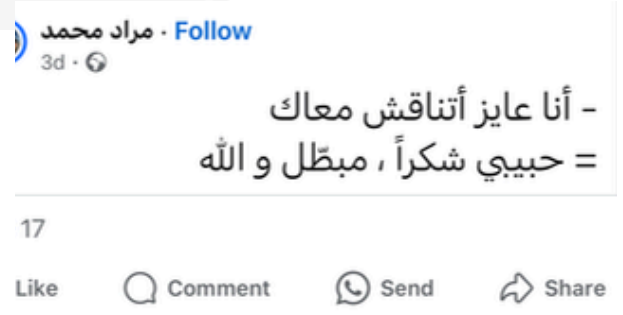 مراد محمد · Follow
3d ·
- أنا عايز أتناقش معاك
= حبيبي شكراً ، مبطّل و الله
17
Like Comment Send Share